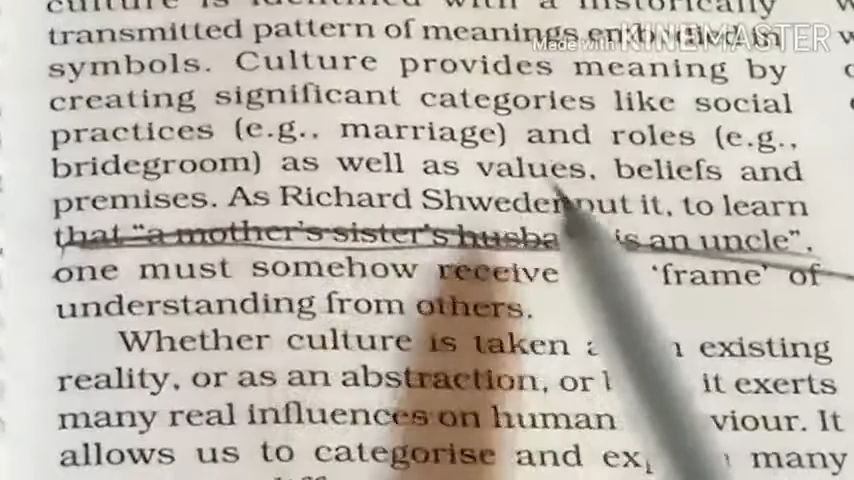 culture is identified with a historically
transmitted pattern of meanings in
Made with KINEMASTER
symbols. Culture provides meaning by
creating significant categories like social
practices (e.g., marriage) and roles (e.g.,
bridegroom) as well as values, beliefs and
premises. As Richard Shweder put it, to learn
that "a mother's sister's husba is an uncle",
one must somehow receive 'frame' of
understanding from others.
Whether culture is taken existing
reality, or as an abstraction, or it exerts
many real influences on human viour. It
allows us to categorise and many